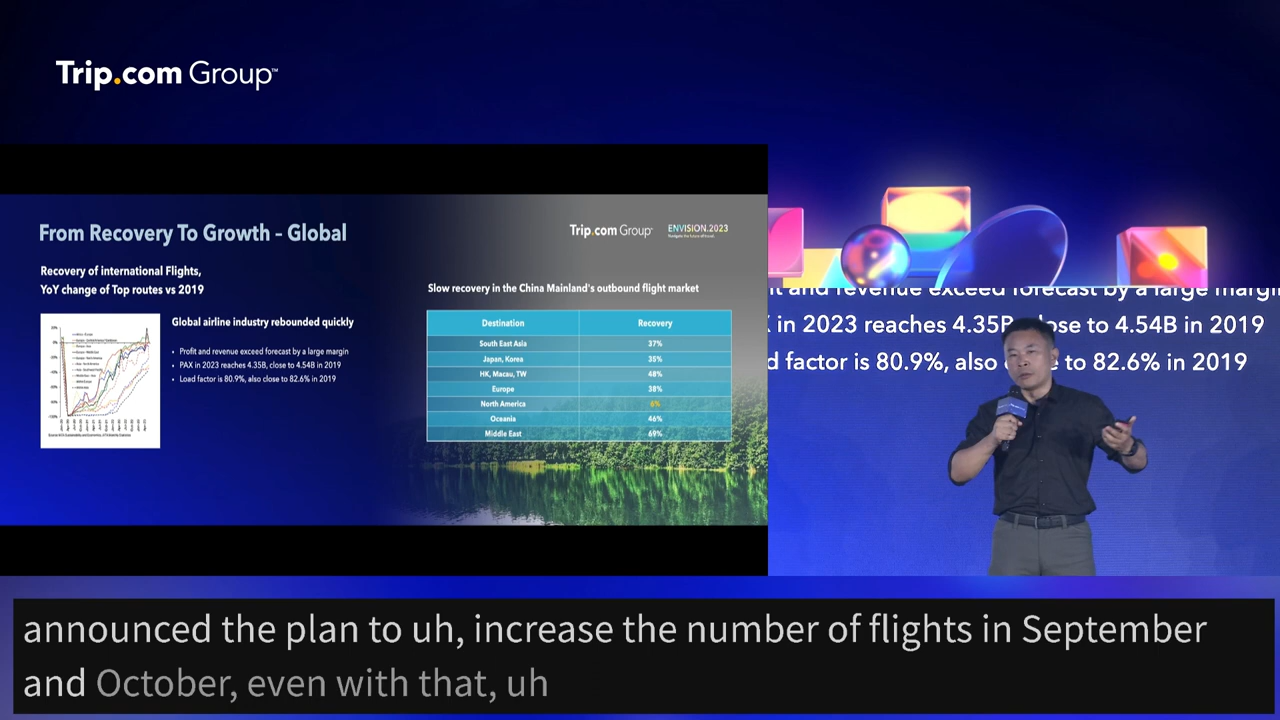 Trip.com Group™
From Recovery To Growth – Global
Trip.com Group
ENVISION.2023
Recovery of international Flights,
YoY change of Top routes vs 2019
Global airline industry rebounded quickly
• Profit and revenue exceed forecast by a large margin
• PAX in 2023 reaches 4.35B, close to 4.54B in 2019
• Load factor is 80.9%, also close to 82.6% in 2019
Slow recovery in the China Mainland's outbound flight market
Destination Recovery
South East Asia 37%
Japan, Korea 35%
HK, Macau, TW 48%
Europe 38%
North America 6%
Oceania 46%
Middle East 69%
it and revenue exceed forecast by a large margin
in 2023 reaches 4.35B, close to 4.54B in 2019
d factor is 80.9%, also to 82.6% in 2019
announced the plan to uh, increase the number of flights in September
and October, even with that, uh